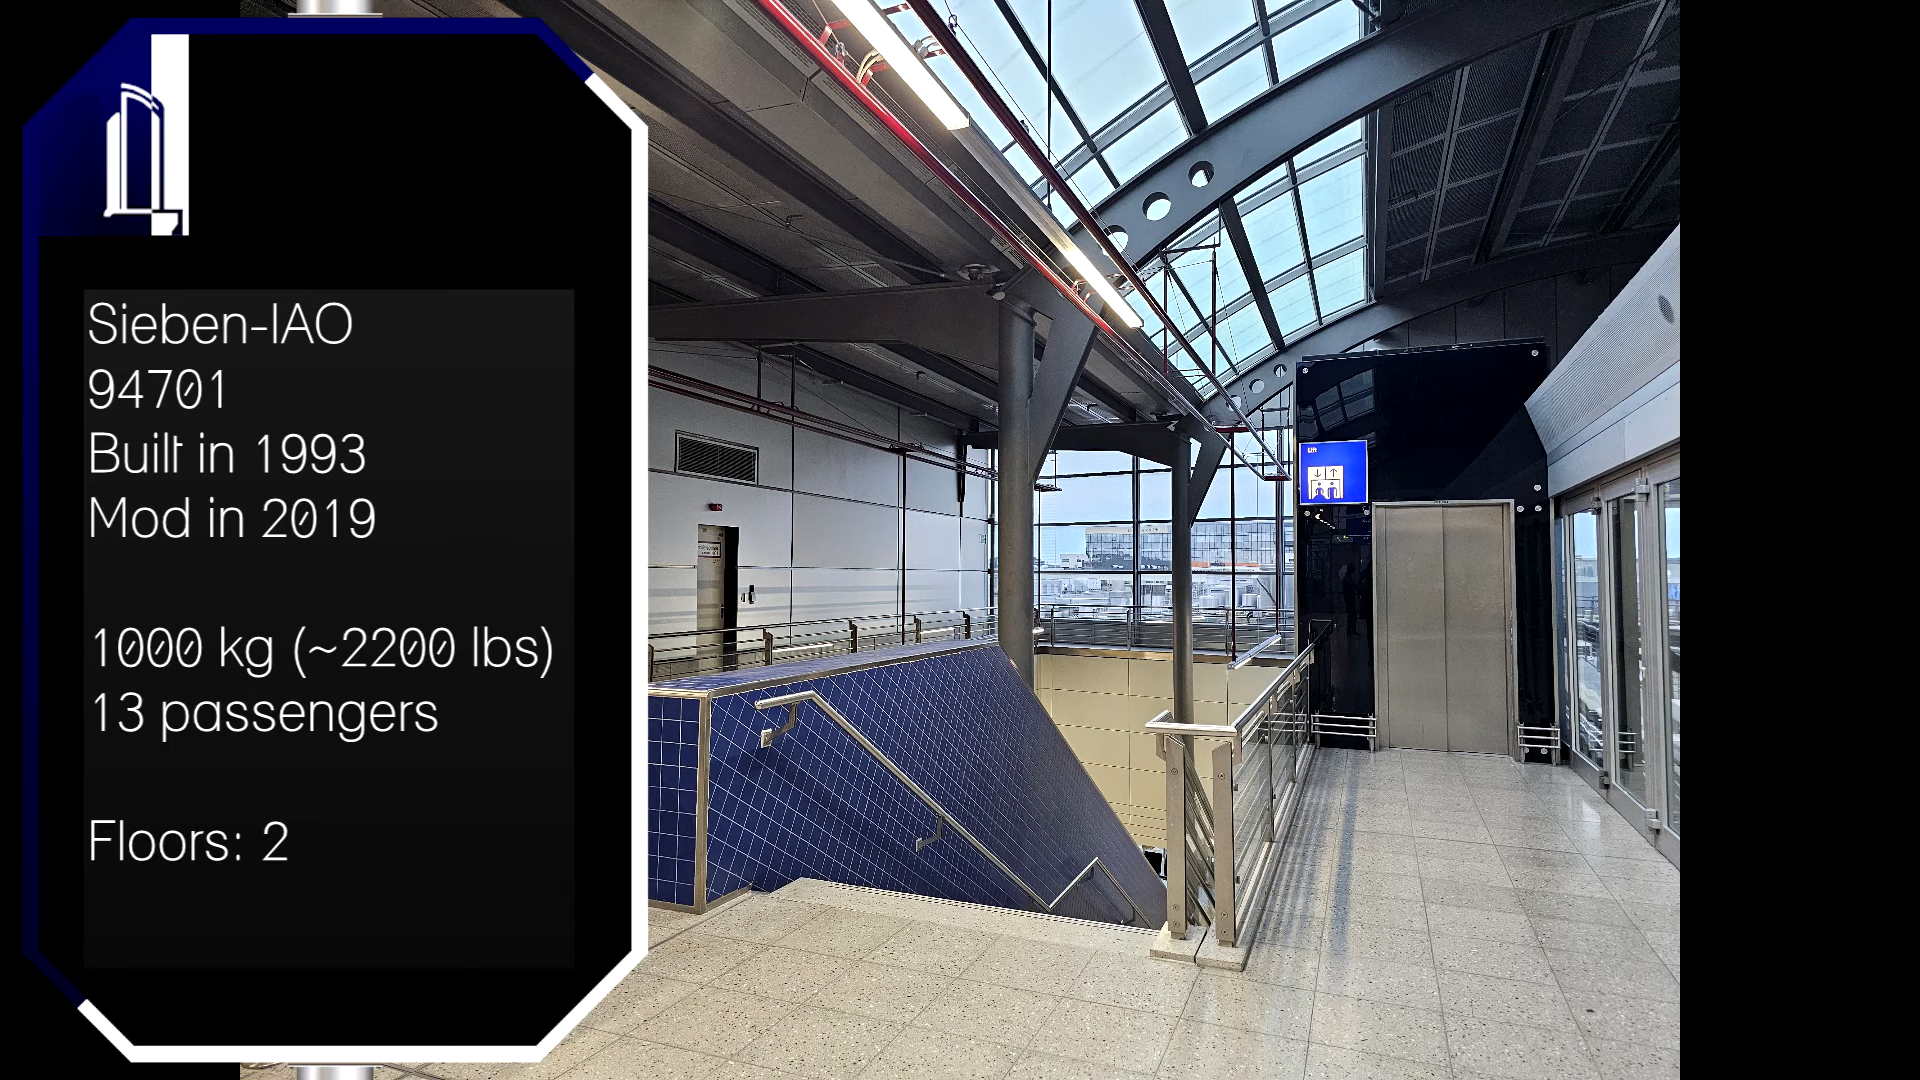 Sieben-IAO
94701
Built in 1993
Mod in 2019
1000 kg (~2200 lbs)
13 passengers
Floors: 2
Lift